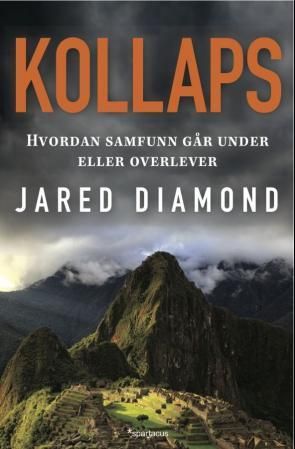 KOLLAPS
HVORDAN SAMFUNN GÅR UNDER
ELLER OVERLEVER
JARED DIAMOND
*spartacus